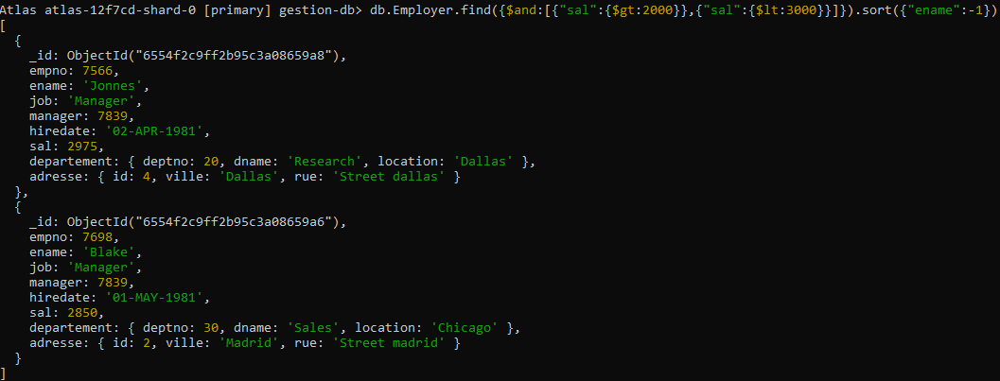 Atlas atlas-12f7cd-shard-0 [primary] gestion-db> db.Employer.find({$and:[{"sal":{$gt:2000}},{"sal":{$lt:3000}}]}).sort({"ename":-1})
[
  {
    _id: ObjectId("6554f2c9ff2b95c3a08659a8"),
    empno: 7566,
    ename: 'Jonnes',
    job: 'Manager',
    manager: 7839,
    hiredate: '02-APR-1981',
    sal: 2975,
    departement: { deptno: 20, dname: 'Research', location: 'Dallas' },
    adresse: { id: 4, ville: 'Dallas', rue: 'Street dallas' }
  },
  {
    _id: ObjectId("6554f2c9ff2b95c3a08659a6"),
    empno: 7698,
    ename: 'Blake',
    job: 'Manager',
    manager: 7839,
    hiredate: '01-MAY-1981',
    sal: 2850,
    departement: { deptno: 30, dname: 'Sales', location: 'Chicago' },
    adresse: { id: 2, ville: 'Madrid', rue: 'Street madrid' }
  }
]